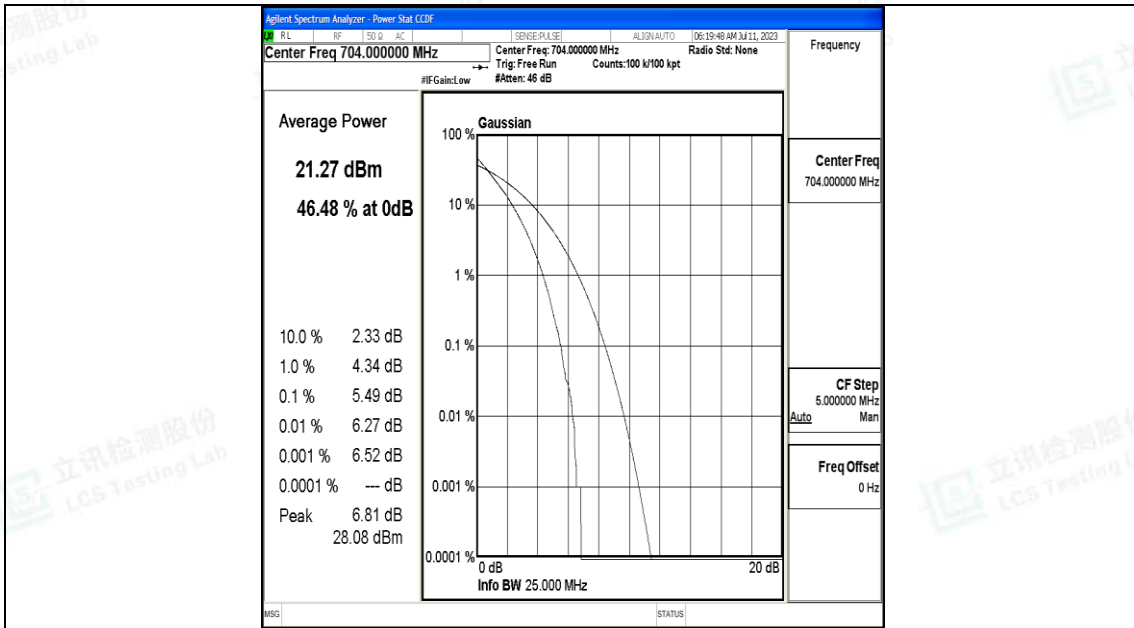 Agilent Spectrum Analyzer - Power Stat CCDF
RL RF 50 Ω AC SENSE:PULSE ALIGN AUTO 06:19:48 AM Jul 11, 2023
Center Freq 704.000000 MHz
Center Freq: 704.000000 MHz Radio Std: None
Trig: Free Run Counts:100 k/100 kpt
#IFGain:Low #Atten: 46 dB
Frequency
Average Power
21.27 dBm
46.48 % at 0dB
10.0 % 2.33 dB
1.0 % 4.34 dB
0.1 % 5.49 dB
0.01 % 6.27 dB
0.001 % 6.52 dB
0.0001 % --- dB
Peak 6.81 dB
28.08 dBm
Gaussian
100 %
10 %
1 %
0.1 %
0.01 %
0.001 %
0.0001 %
0 dB 20 dB
Info BW 25.000 MHz
Center Freq
704.000000 MHz
CF Step
5.000000 MHz
Auto Man
Freq Offset
0 Hz
MSG STATUS
立讯检测股份
LCS Testing Lab